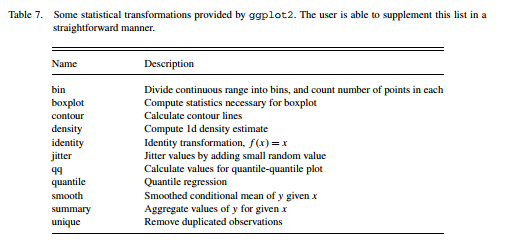 Table 7. Some statistical transformations provided by ggplot2. The user is able to supplement this list in a
straightforward manner.
Name Description
bin Divide continuous range into bins, and count number of points in each
boxplot Compute statistics necessary for boxplot
contour Calculate contour lines
density Compute 1d density estimate
identity Identity transformation, f(x) = x
jitter Jitter values by adding small random value
qq Calculate values for quantile-quantile plot
quantile Quantile regression
smooth Smoothed conditional mean of y given x
summary Aggregate values of y for given x
unique Remove duplicated observations